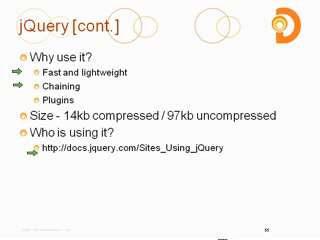 jQuery [cont.]
Why use it?
Fast and lightweight
Chaining
Plugins
Size - 14kb compressed / 97kb uncompressed
Who is using it?
http://docs.jquery.com/Sites_Using_jQuery
55